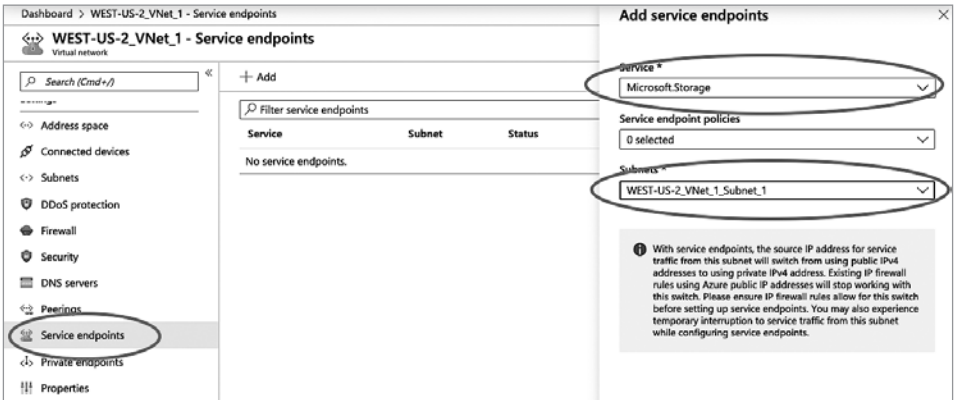 Dashboard > WEST-US-2_VNet_1 - Service endpoints
WEST-US-2_VNet_1 - Service endpoints
Virtual network
Search (Cmd+/)
«
Address space
Connected devices
Subnets
DDoS protection
Firewall
Security
DNS servers
Peerings
Service endpoints
Private endpoints
Properties
+ Add
Filter service endpoints
Service Subnet Status
No service endpoints.
Add service endpoints
Service *
Microsoft.Storage
Service endpoint policies
0 selected
Subnets *
WEST-US-2_VNet_1_Subnet_1
With service endpoints, the source IP address for service
traffic from this subnet will switch from using public IPv4
addresses to using private IPv4 address. Existing IP firewall
rules using Azure public IP addresses will stop working with
this switch. Please ensure IP firewall rules allow for this switch
before setting up service endpoints. You may also experience
temporary interruption to service traffic from this subnet
while configuring service endpoints.